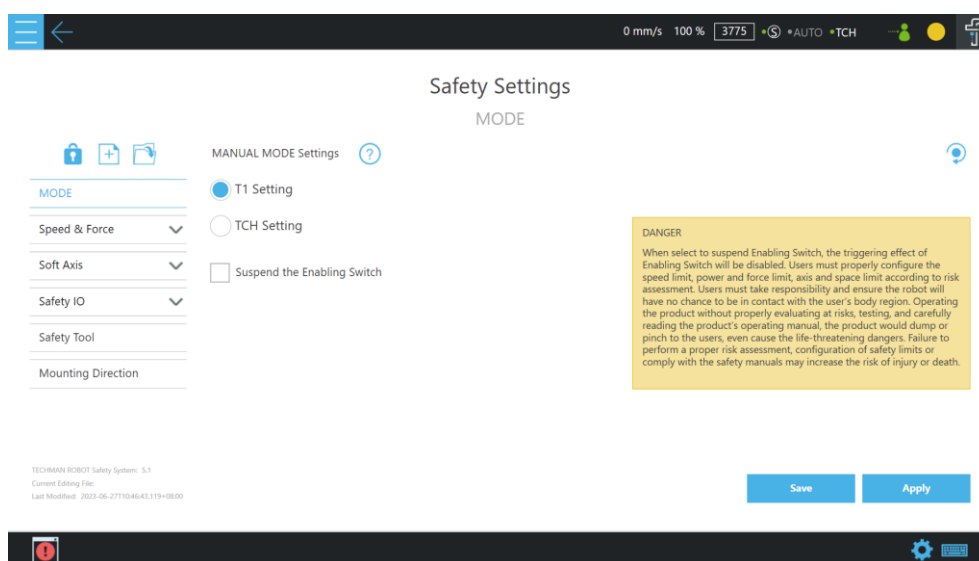 0 mm/s 100 % 3775 •Ⓢ •AUTO •TCH
Safety Settings
MODE
MANUAL MODE Settings ?
MODE
T1 Setting
Speed & Force
TCH Setting
Soft Axis
Suspend the Enabling Switch
Safety IO
Safety Tool
Mounting Direction
DANGER
When select to suspend Enabling Switch, the triggering effect of
Enabling Switch will be disabled. Users must properly configure the
speed limit, power and force limit, axis and space limit according to risk
assessment. Users must take responsibility and ensure the robot will
have no chance to be in contact with the user's body region. Operating
the product without properly evaluating at risks, testing, and carefully
reading the product's operating manual, the product would dump or
pinch to the users, even cause the life-threatening dangers. Failure to
perform a proper risk assessment, configuration of safety limits or
comply with the safety manuals may increase the risk of injury or death.
TECHMAN ROBOT Safety System: 5.1
Current Editing File:
Last Modified: 2023-06-27T10:46:43.119+08:00
Save
Apply